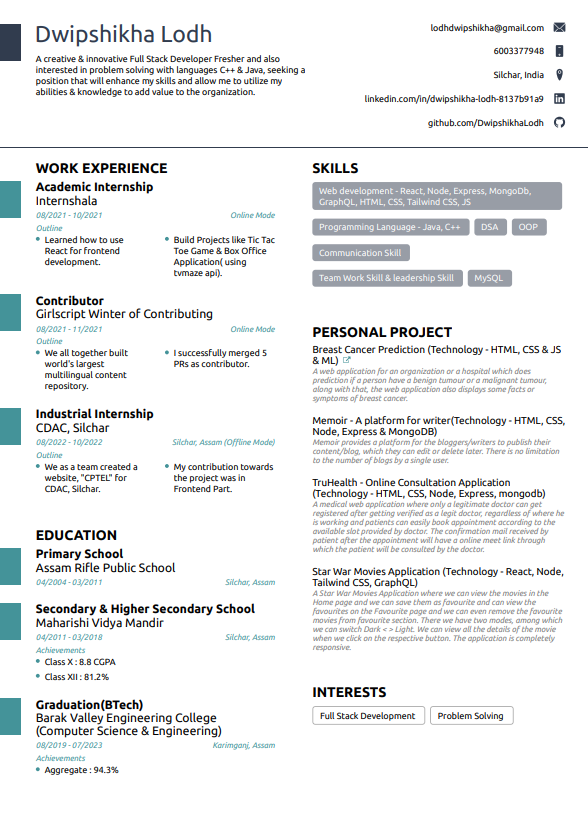 Dwipshikha Lodh
A creative & innovative Full Stack Developer Fresher and also
interested in problem solving with languages C++ & Java, seeking a
position that will enhance my skills and allow me to utilize my
abilities & knowledge to add value to the organization.
lodhdwipshikha@gmail.com
6003377948
Silchar, India
linkedin.com/in/dwipshikha-lodh-8137b91a9
github.com/DwipshikhaLodh
WORK EXPERIENCE
Academic Internship
Internshala
08/2021 - 10/2021
Online Mode
Outline
Learned how to use
React for frontend
development.
Build Projects like Tic Tac
Toe Game & Box Office
Application( using
tvmaze api).
Contributor
Girlscript Winter of Contributing
08/2021 - 11/2021
Online Mode
Outline
We all together built
world's largest
multilingual content
repository.
I successfully merged 5
PRs as contributor.
Industrial Internship
CDAC, Silchar
08/2022 - 10/2022
Silchar, Assam (Offline Mode)
Outline
We as a team created a
website, "CPTEL" for
CDAC, Silchar.
My contribution towards
the project was in
Frontend Part.
EDUCATION
Primary School
Assam Rifle Public School
04/2004 - 03/2011
Silchar, Assam
Secondary & Higher Secondary School
Maharishi Vidya Mandir
04/2011 - 03/2018
Silchar, Assam
Achievements
Class X : 8.8 CGPA
Class XII : 81.2%
Graduation(BTech)
Barak Valley Engineering College
(Computer Science & Engineering)
08/2019 - 07/2023
Karimganj, Assam
Achievements
Aggregate : 94.3%
SKILLS
Web development - React, Node, Express, MongoDb,
GraphQL, HTML, CSS, Tailwind CSS, JS
Programming Language - Java, C++
DSA
OOP
Communication Skill
Team Work Skill & leadership Skill
MySQL
PERSONAL PROJECT
Breast Cancer Prediction (Technology - HTML, CSS & JS
& ML)
A web application for an organization or a hospital which does
prediction if a person have a benign tumour or a malignant tumour,
along with that, the web application also displays some facts or
symptoms of breast cancer.
Memoir - A platform for writer(Technology - HTML, CSS,
Node, Express & MongoDB)
Memoir provides a platform for the bloggers/writers to publish their
content/blog, which they can edit or delete later. There is no limitation
to the number of blogs by a single user.
TruHealth - Online Consultation Application
(Technology - HTML, CSS, Node, Express, mongodb)
A medical web application where only a legitimate doctor can get
registered after getting verified as a legit doctor, regardless of where he
is working and patients can easily book appointment according to the
available slot provided by doctor. The confirmation mail received by
patient after the appointment will have a online meet link through
which the patient will be consulted by the doctor.
Star War Movies Application (Technology - React, Node,
Tailwind CSS, GraphQL)
A Star War Movies Application where we can view the movies in the
Home page and we can save them as favourite and can view the
favourites on the Favourite page and we can even remove the favourite
movies from favourite section. There we have two modes, among which
we can switch Dark < > Light. We can view all the details of the movie
when we click on the respective button. The application is completely
responsive.
INTERESTS
Full Stack Development
Problem Solving